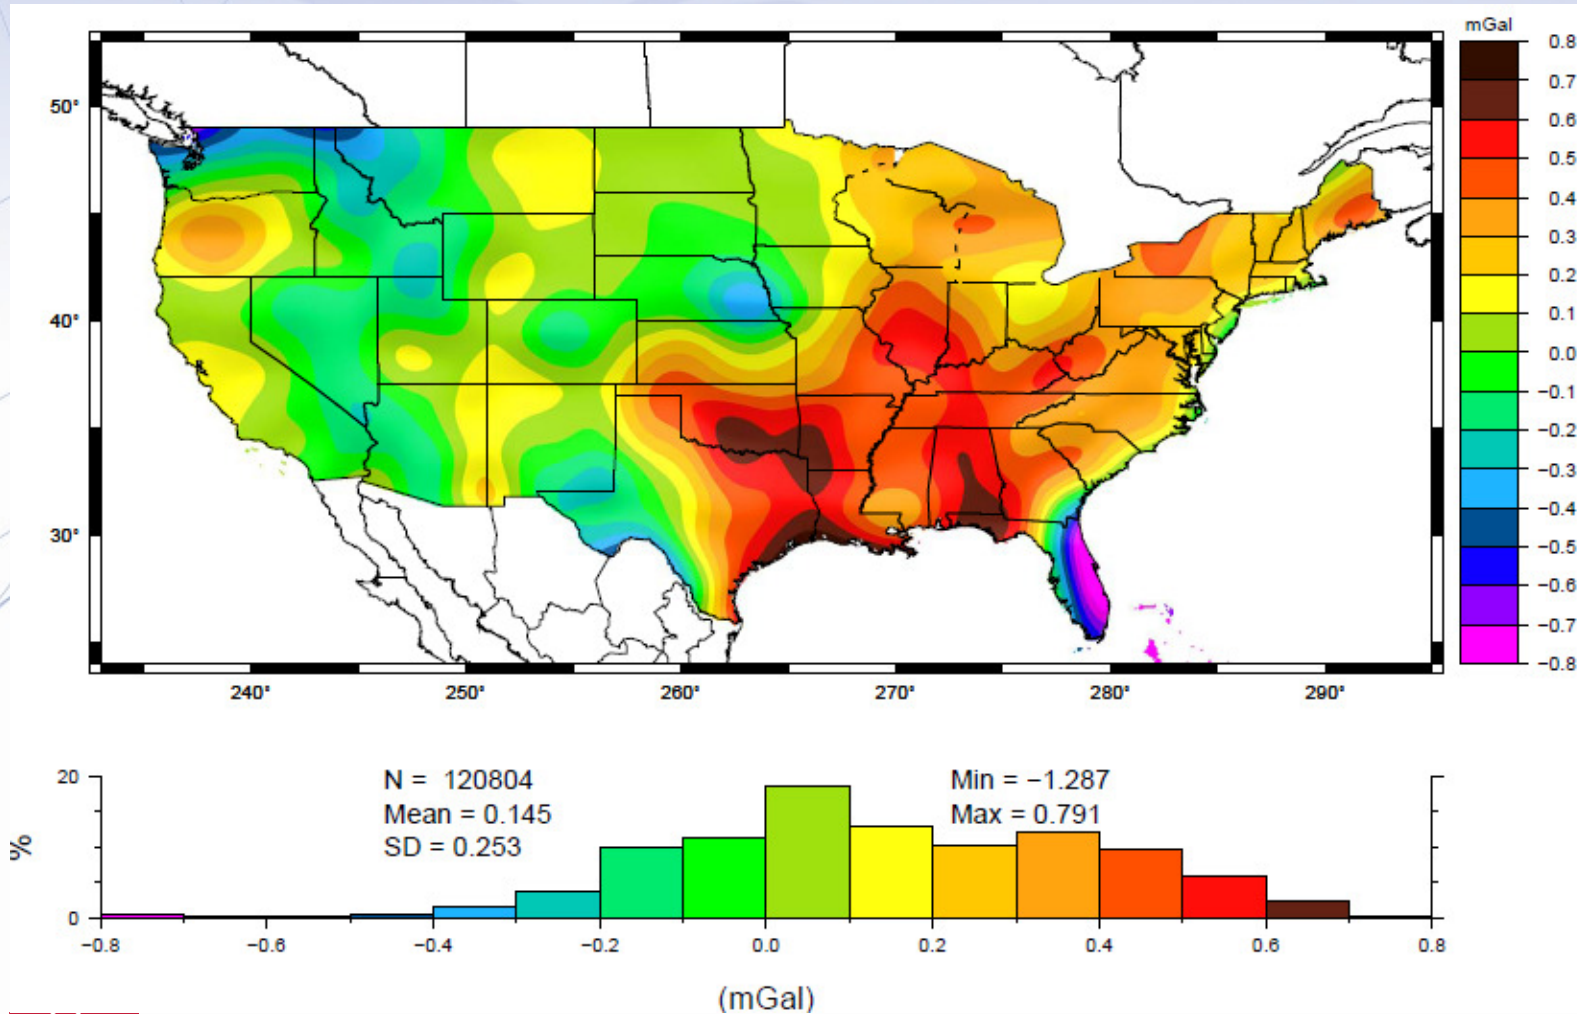 mGal
0.8
0.7
0.6
0.5
0.4
0.3
0.2
0.1
0.0
−0.1
−0.2
−0.3
−0.4
−0.5
−0.6
−0.7
−0.8
50°
40°
30°
240° 250° 260° 270° 280° 290°
20
0
%
N = 120804
Mean = 0.145
SD = 0.253
Min = −1.287
Max = 0.791
−0.8 −0.6 −0.4 −0.2 0.0 0.2 0.4 0.6 0.8
(mGal)